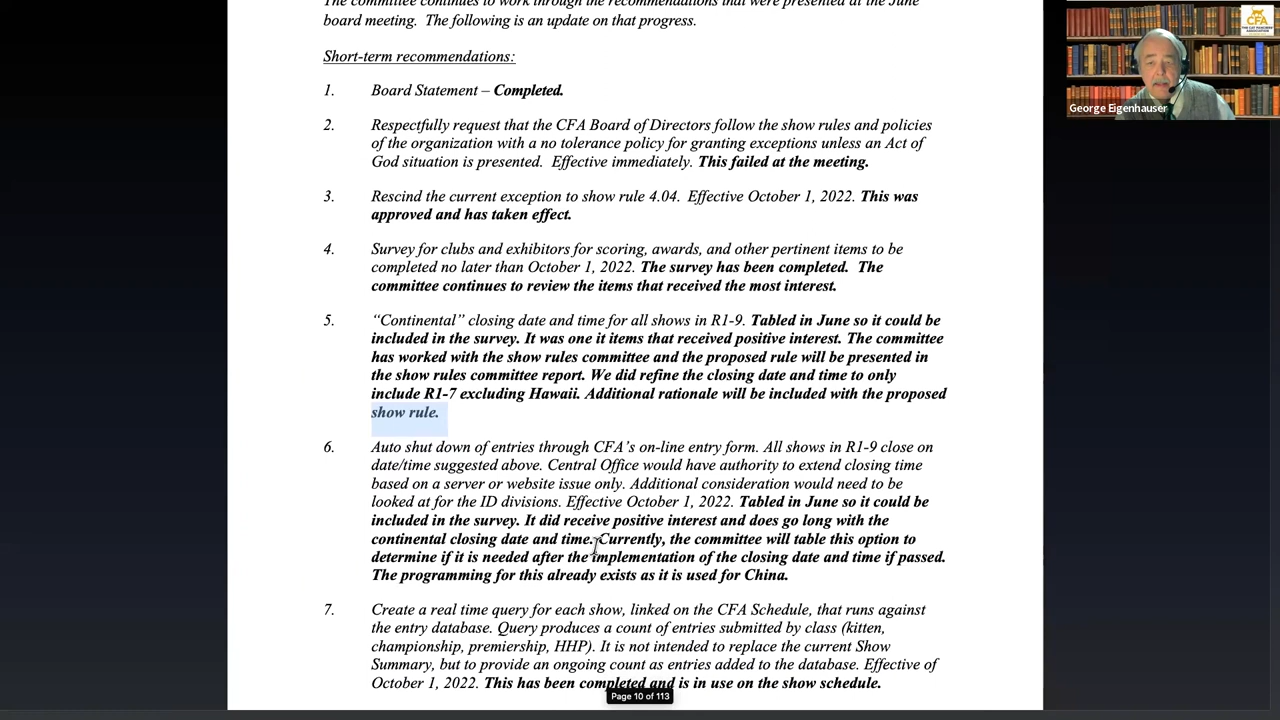 The committee continues to work through the recommendations that were presented at the June
board meeting. The following is an update on that progress.
Short-term recommendations:
1. Board Statement – Completed.
2. Respectfully request that the CFA Board of Directors follow the show rules and policies
of the organization with a no tolerance policy for granting exceptions unless an Act of
God situation is presented. Effective immediately. This failed at the meeting.
3. Rescind the current exception to show rule 4.04. Effective October 1, 2022. This was
approved and has taken effect.
4. Survey for clubs and exhibitors for scoring, awards, and other pertinent items to be
completed no later than October 1, 2022. The survey has been completed. The
committee continues to review the items that received the most interest.
5. “Continental” closing date and time for all shows in R1-9. Tabled in June so it could be
included in the survey. It was one it items that received positive interest. The committee
has worked with the show rules committee and the proposed rule will be presented in
the show rules committee report. We did refine the closing date and time to only
include R1-7 excluding Hawaii. Additional rationale will be included with the proposed
show rule.
6. Auto shut down of entries through CFA’s on-line entry form. All shows in R1-9 close on
date/time suggested above. Central Office would have authority to extend closing time
based on a server or website issue only. Additional consideration would need to be
looked at for the ID divisions. Effective October 1, 2022. Tabled in June so it could be
included in the survey. It did receive positive interest and does go long with the
continental closing date and time. Currently, the committee will table this option to
determine if it is needed after the implementation of the closing date and time if passed.
The programming for this already exists as it is used for China.
7. Create a real time query for each show, linked on the CFA Schedule, that runs against
the entry database. Query produces a count of entries submitted by class (kitten,
championship, premiership, HHP). It is not intended to replace the current Show
Summary, but to provide an ongoing count as entries added to the database. Effective of
October 1, 2022. This has been completed and is in use on the show schedule.
Page 10 of 113
CFA
George Eigenhauser